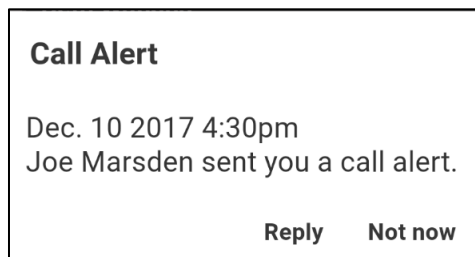 Call Alert
Dec. 10 2017 4:30pm
Joe Marsden sent you a call alert.
Reply Not now